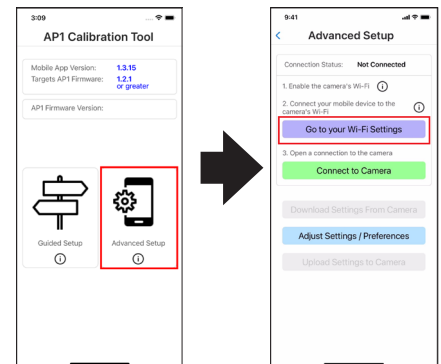 3:09
AP1 Calibration Tool
Mobile App Version: 1.3.15
Targets AP1 Firmware: 1.2.1
or greater
AP1 Firmware Version:
Guided Setup
Advanced Setup
9:41
Advanced Setup
Connection Status: Not Connected
1. Enable the camera's Wi-Fi
2. Connect your mobile device to the
camera's Wi-Fi
Go to your Wi-Fi Settings
3. Open a connection to the camera
Connect to Camera
Download Settings From Camera
Adjust Settings / Preferences
Upload Settings to Camera